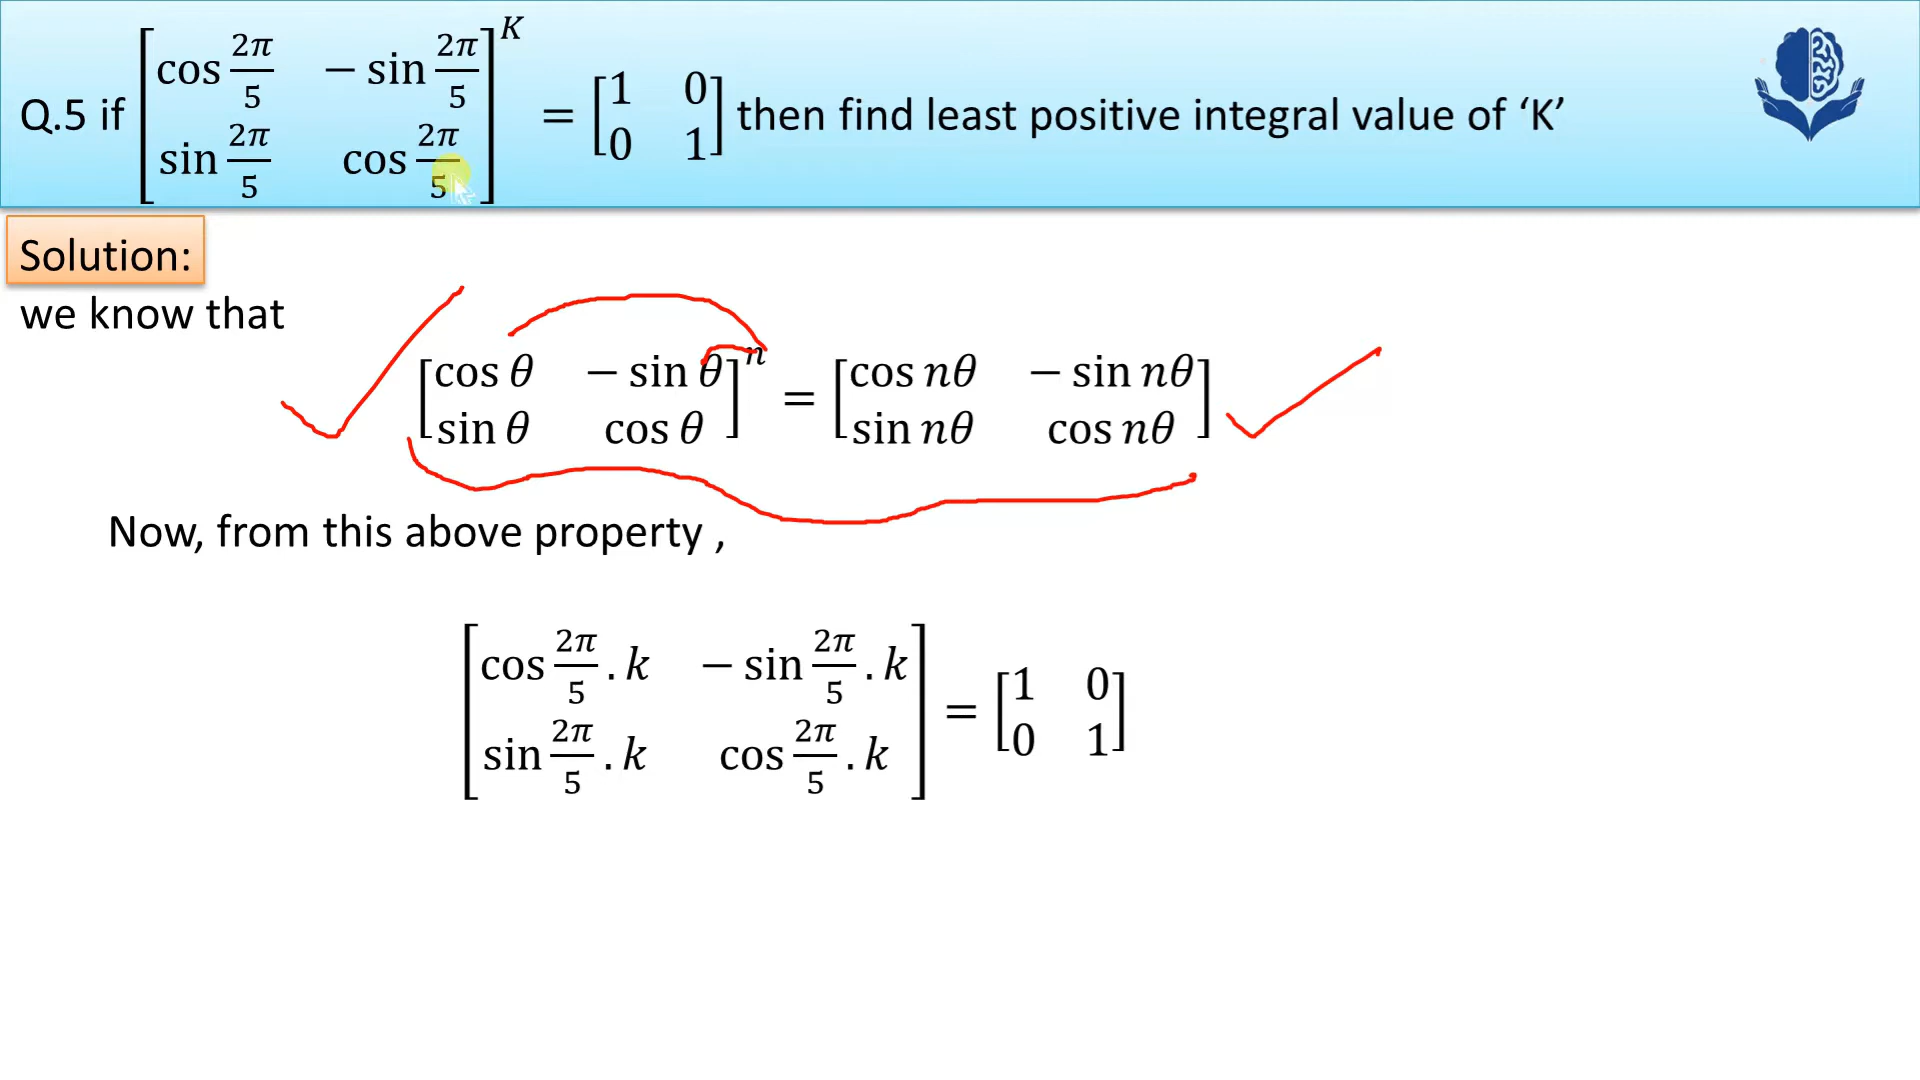 Q.5 if [cos 2π/5 − sin 2π/5; sin 2π/5 cos 2π/5]^K = [1 0; 0 1] then find least positive integral value of ‘K’
Solution:
we know that
[cos θ − sin θ; sin θ cos θ]^n = [cos nθ − sin nθ; sin nθ cos nθ]
Now, from this above property ,
[cos 2π/5 . k − sin 2π/5 . k; sin 2π/5 . k cos 2π/5 . k] = [1 0; 0 1]